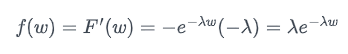 f(w) = F′(w) = −e^{−λw}(−λ) = λe^{−λw}